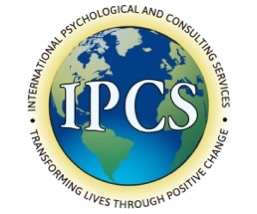 • INTERNATIONAL PSYCHOLOGICAL AND CONSULTING SERVICES •
IPCS
TRANSFORMING LIVES THROUGH POSITIVE CHANGE